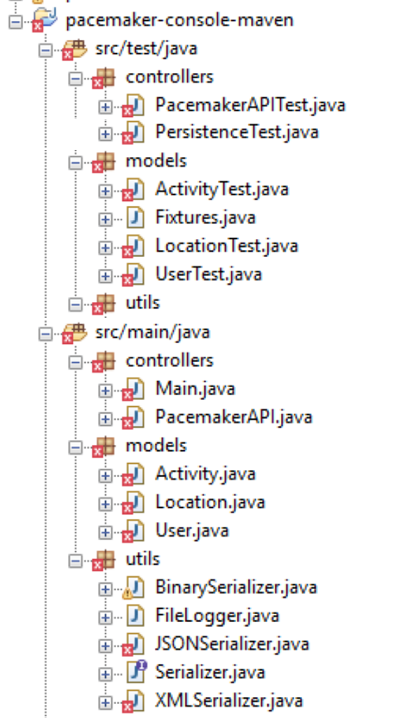 pacemaker-console-maven
src/test/java
controllers
PacemakerAPITest.java
PersistenceTest.java
models
ActivityTest.java
Fixtures.java
LocationTest.java
UserTest.java
utils
src/main/java
controllers
Main.java
PacemakerAPI.java
models
Activity.java
Location.java
User.java
utils
BinarySerializer.java
FileLogger.java
JSONSerializer.java
Serializer.java
XMLSerializer.java